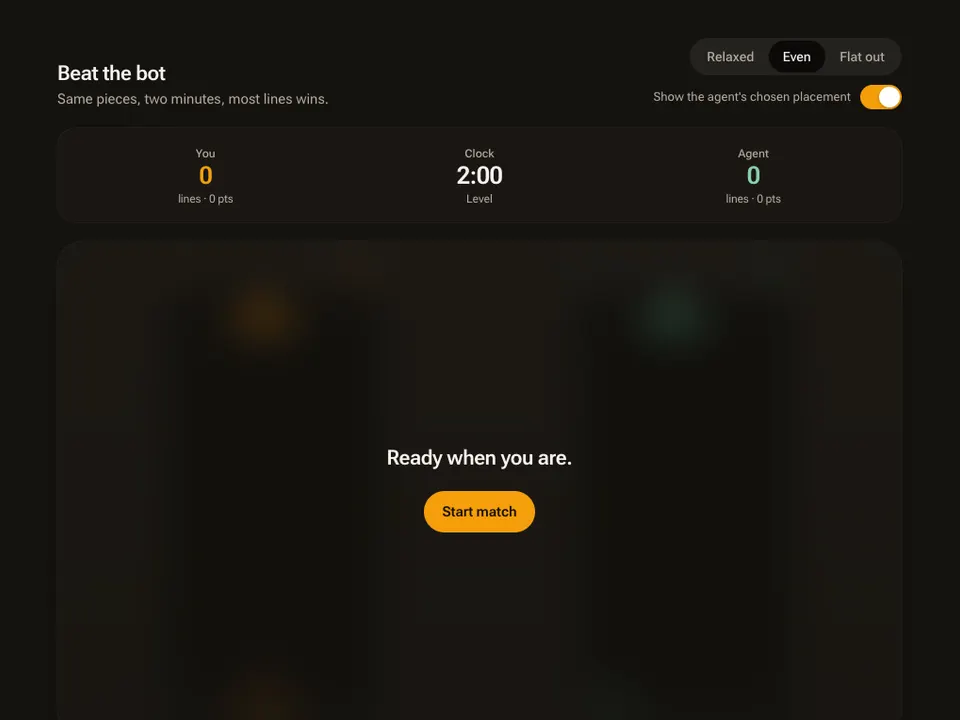 Beat the bot
Same pieces, two minutes, most lines wins.
Relaxed Even Flat out
Show the agent's chosen placement
You
0
lines · 0 pts
Clock
2:00
Level
Agent
0
lines · 0 pts
Ready when you are.
Start match